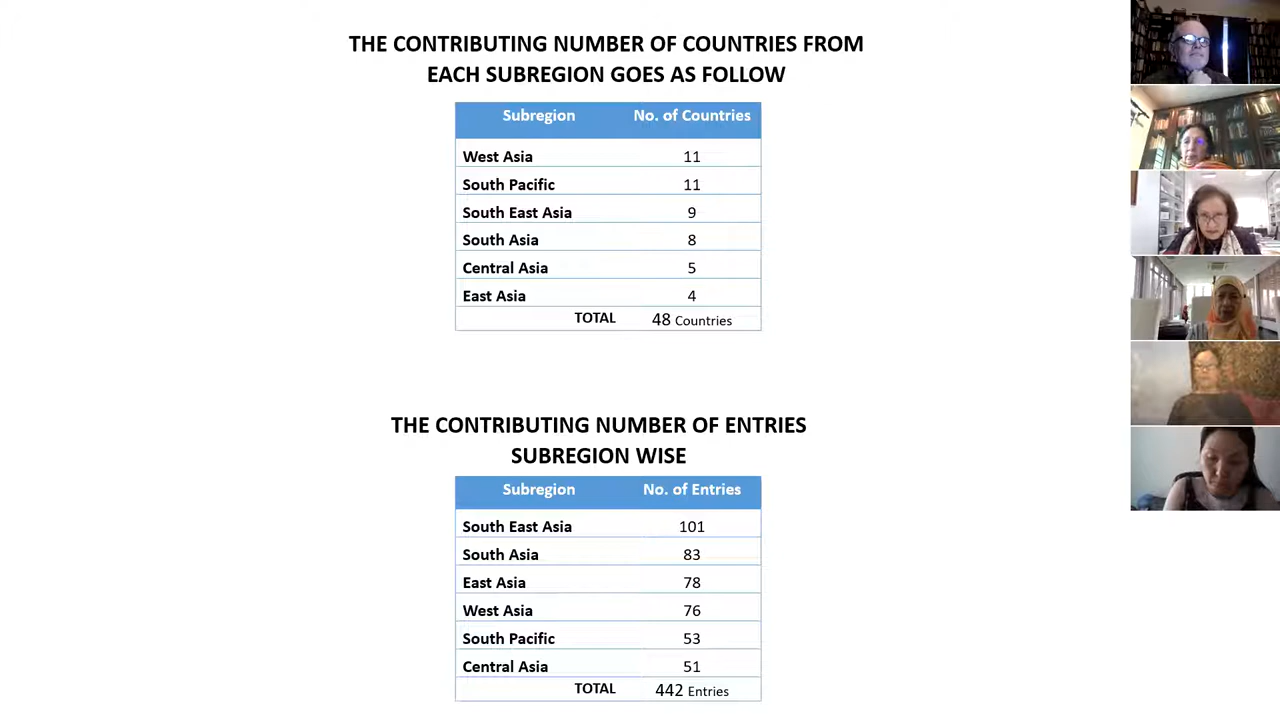 THE CONTRIBUTING NUMBER OF COUNTRIES FROM
EACH SUBREGION GOES AS FOLLOW
Subregion No. of Countries
West Asia 11
South Pacific 11
South East Asia 9
South Asia 8
Central Asia 5
East Asia 4
TOTAL 48 Countries
THE CONTRIBUTING NUMBER OF ENTRIES
SUBREGION WISE
Subregion No. of Entries
South East Asia 101
South Asia 83
East Asia 78
West Asia 76
South Pacific 53
Central Asia 51
TOTAL 442 Entries